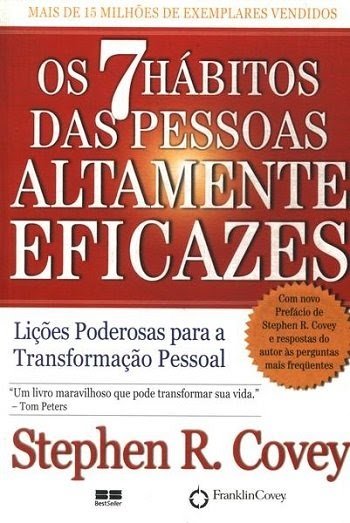 MAIS DE 15 MILHÕES DE EXEMPLARES VENDIDOS
OS 7 HÁBITOS
DAS PESSOAS
ALTAMENTE
EFICAZES
Com novo
Prefácio de
Stephen R. Covey
e respostas do
autor às perguntas
mais freqüentes
Lições Poderosas para a
Transformação Pessoal
"Um livro maravilhoso que pode transformar sua vida."
– Tom Peters
Stephen R. Covey
BestSeller
FranklinCovey